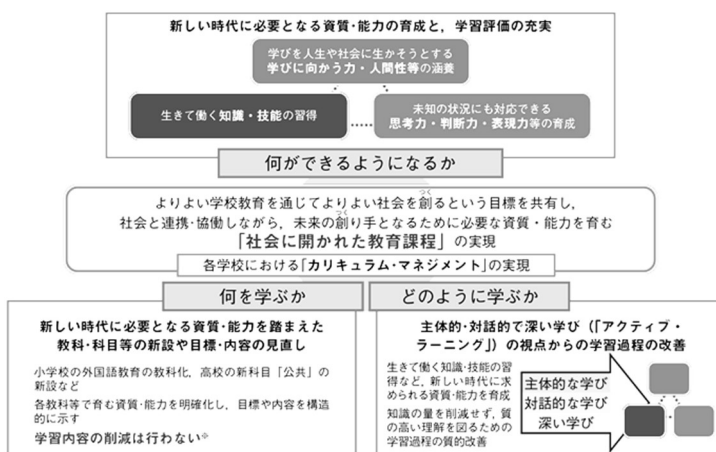 新しい時代に必要となる資質・能力の育成と，学習評価の充実
学びを人生や社会に生かそうとする
学びに向かう力・人間性等の涵養
生きて働く知識・技能の習得
未知の状況にも対応できる
思考力・判断力・表現力等の育成
何ができるようになるか
よりよい学校教育を通じてよりよい社会を創るという目標を共有し，
社会と連携・協働しながら，未来の創り手となるために必要な資質・能力を育む
「社会に開かれた教育課程」の実現
各学校における「カリキュラム・マネジメント」の実現
何を学ぶか
新しい時代に必要となる資質・能力を踏まえた
教科・科目等の新設や目標・内容の見直し
小学校の外国語教育の教科化，高校の新科目「公共」の
新設など
各教科等で育む資質・能力を明確化し，目標や内容を構造
的に示す
学習内容の削減は行わない※
どのように学ぶか
主体的・対話的で深い学び（「アクティブ・
ラーニング」）の視点からの学習過程の改善
生きて働く知識・技能の習
得など，新しい時代に求
められる資質・能力を育成
知識の量を削減せず，質
の高い理解を図るための
学習過程の質的改善
主体的な学び
対話的な学び
深い学び